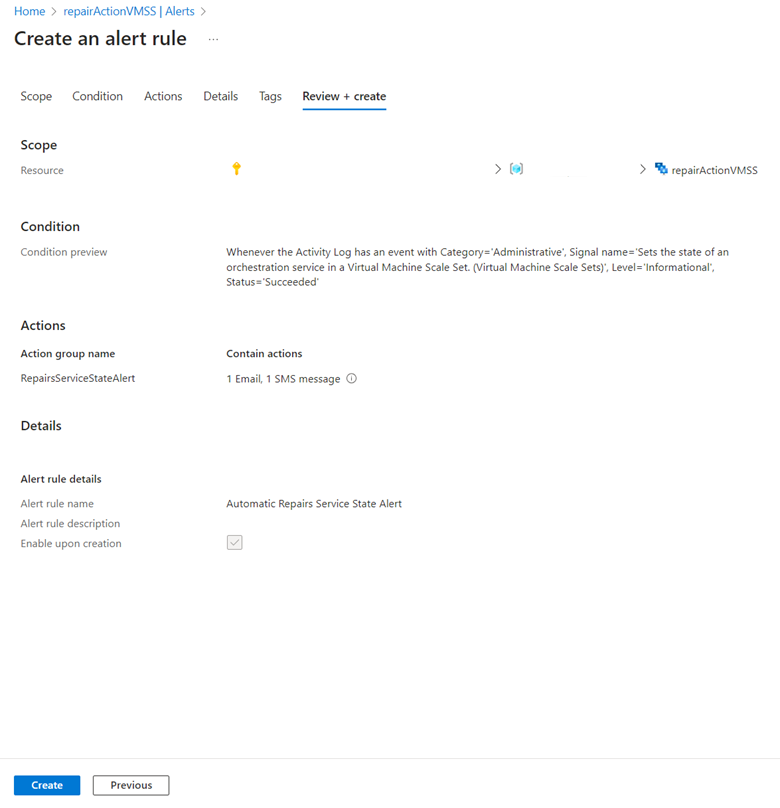 Home > repairActionVMSS | Alerts >
Create an alert rule ...
Scope Condition Actions Details Tags Review + create
Scope
Resource > > repairActionVMSS
Condition
Condition preview Whenever the Activity Log has an event with Category='Administrative', Signal name='Sets the state of an
orchestration service in a Virtual Machine Scale Set. (Virtual Machine Scale Sets)', Level='Informational',
Status='Succeeded'
Actions
Action group name Contain actions
RepairsServiceStateAlert 1 Email, 1 SMS message
Details
Alert rule details
Alert rule name Automatic Repairs Service State Alert
Alert rule description
Enable upon creation
Create Previous